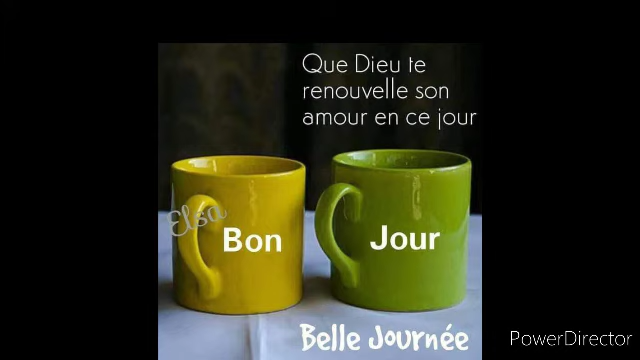 Que Dieu te
renouvelle son
amour en ce jour
Elsa
Bon
Jour
Belle Journée
PowerDirector